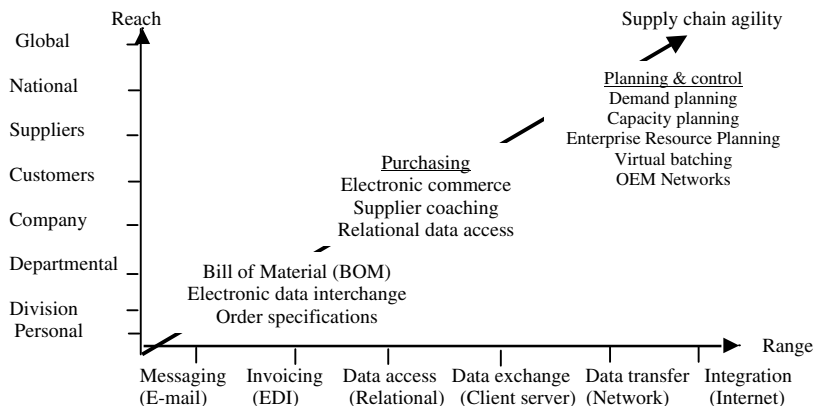 Reach
Supply chain agility
Global
National
Suppliers
Customers
Company
Departmental
Division
Personal
Planning & control
Demand planning
Capacity planning
Enterprise Resource Planning
Virtual batching
OEM Networks
Purchasing
Electronic commerce
Supplier coaching
Relational data access
Bill of Material (BOM)
Electronic data interchange
Order specifications
Range
Messaging
(E-mail)
Invoicing
(EDI)
Data access
(Relational)
Data exchange
(Client server)
Data transfer
(Network)
Integration
(Internet)